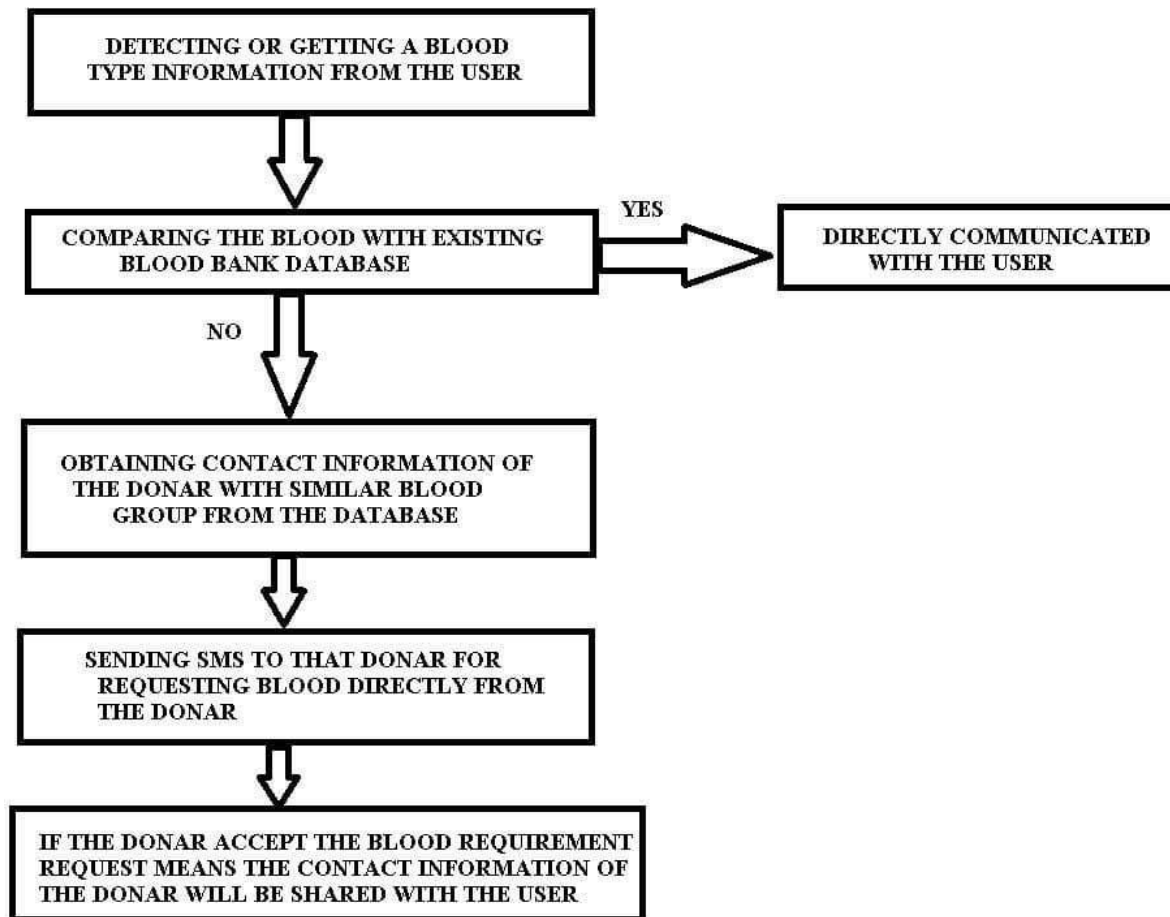 DETECTING OR GETTING A BLOOD
TYPE INFORMATION FROM THE USER
COMPARING THE BLOOD WITH EXISTING
BLOOD BANK DATABASE
YES
DIRECTLY COMMUNICATED
WITH THE USER
NO
OBTAINING CONTACT INFORMATION OF
THE DONAR WITH SIMILAR BLOOD
GROUP FROM THE DATABASE
SENDING SMS TO THAT DONAR FOR
REQUESTING BLOOD DIRECTLY FROM
THE DONAR
IF THE DONAR ACCEPT THE BLOOD REQUIREMENT
REQUEST MEANS THE CONTACT INFORMATION OF
THE DONAR WILL BE SHARED WITH THE USER